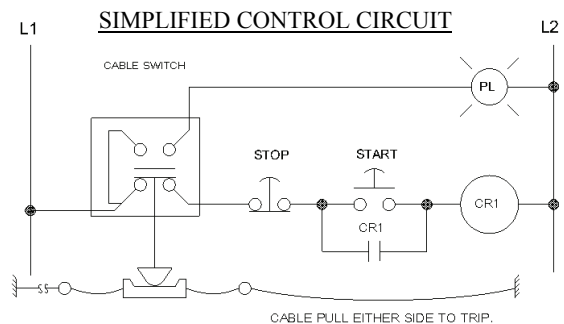 SIMPLIFIED CONTROL CIRCUIT
L1
L2
CABLE SWITCH
PL
STOP
START
CR1
CR1
CABLE PULL EITHER SIDE TO TRIP.